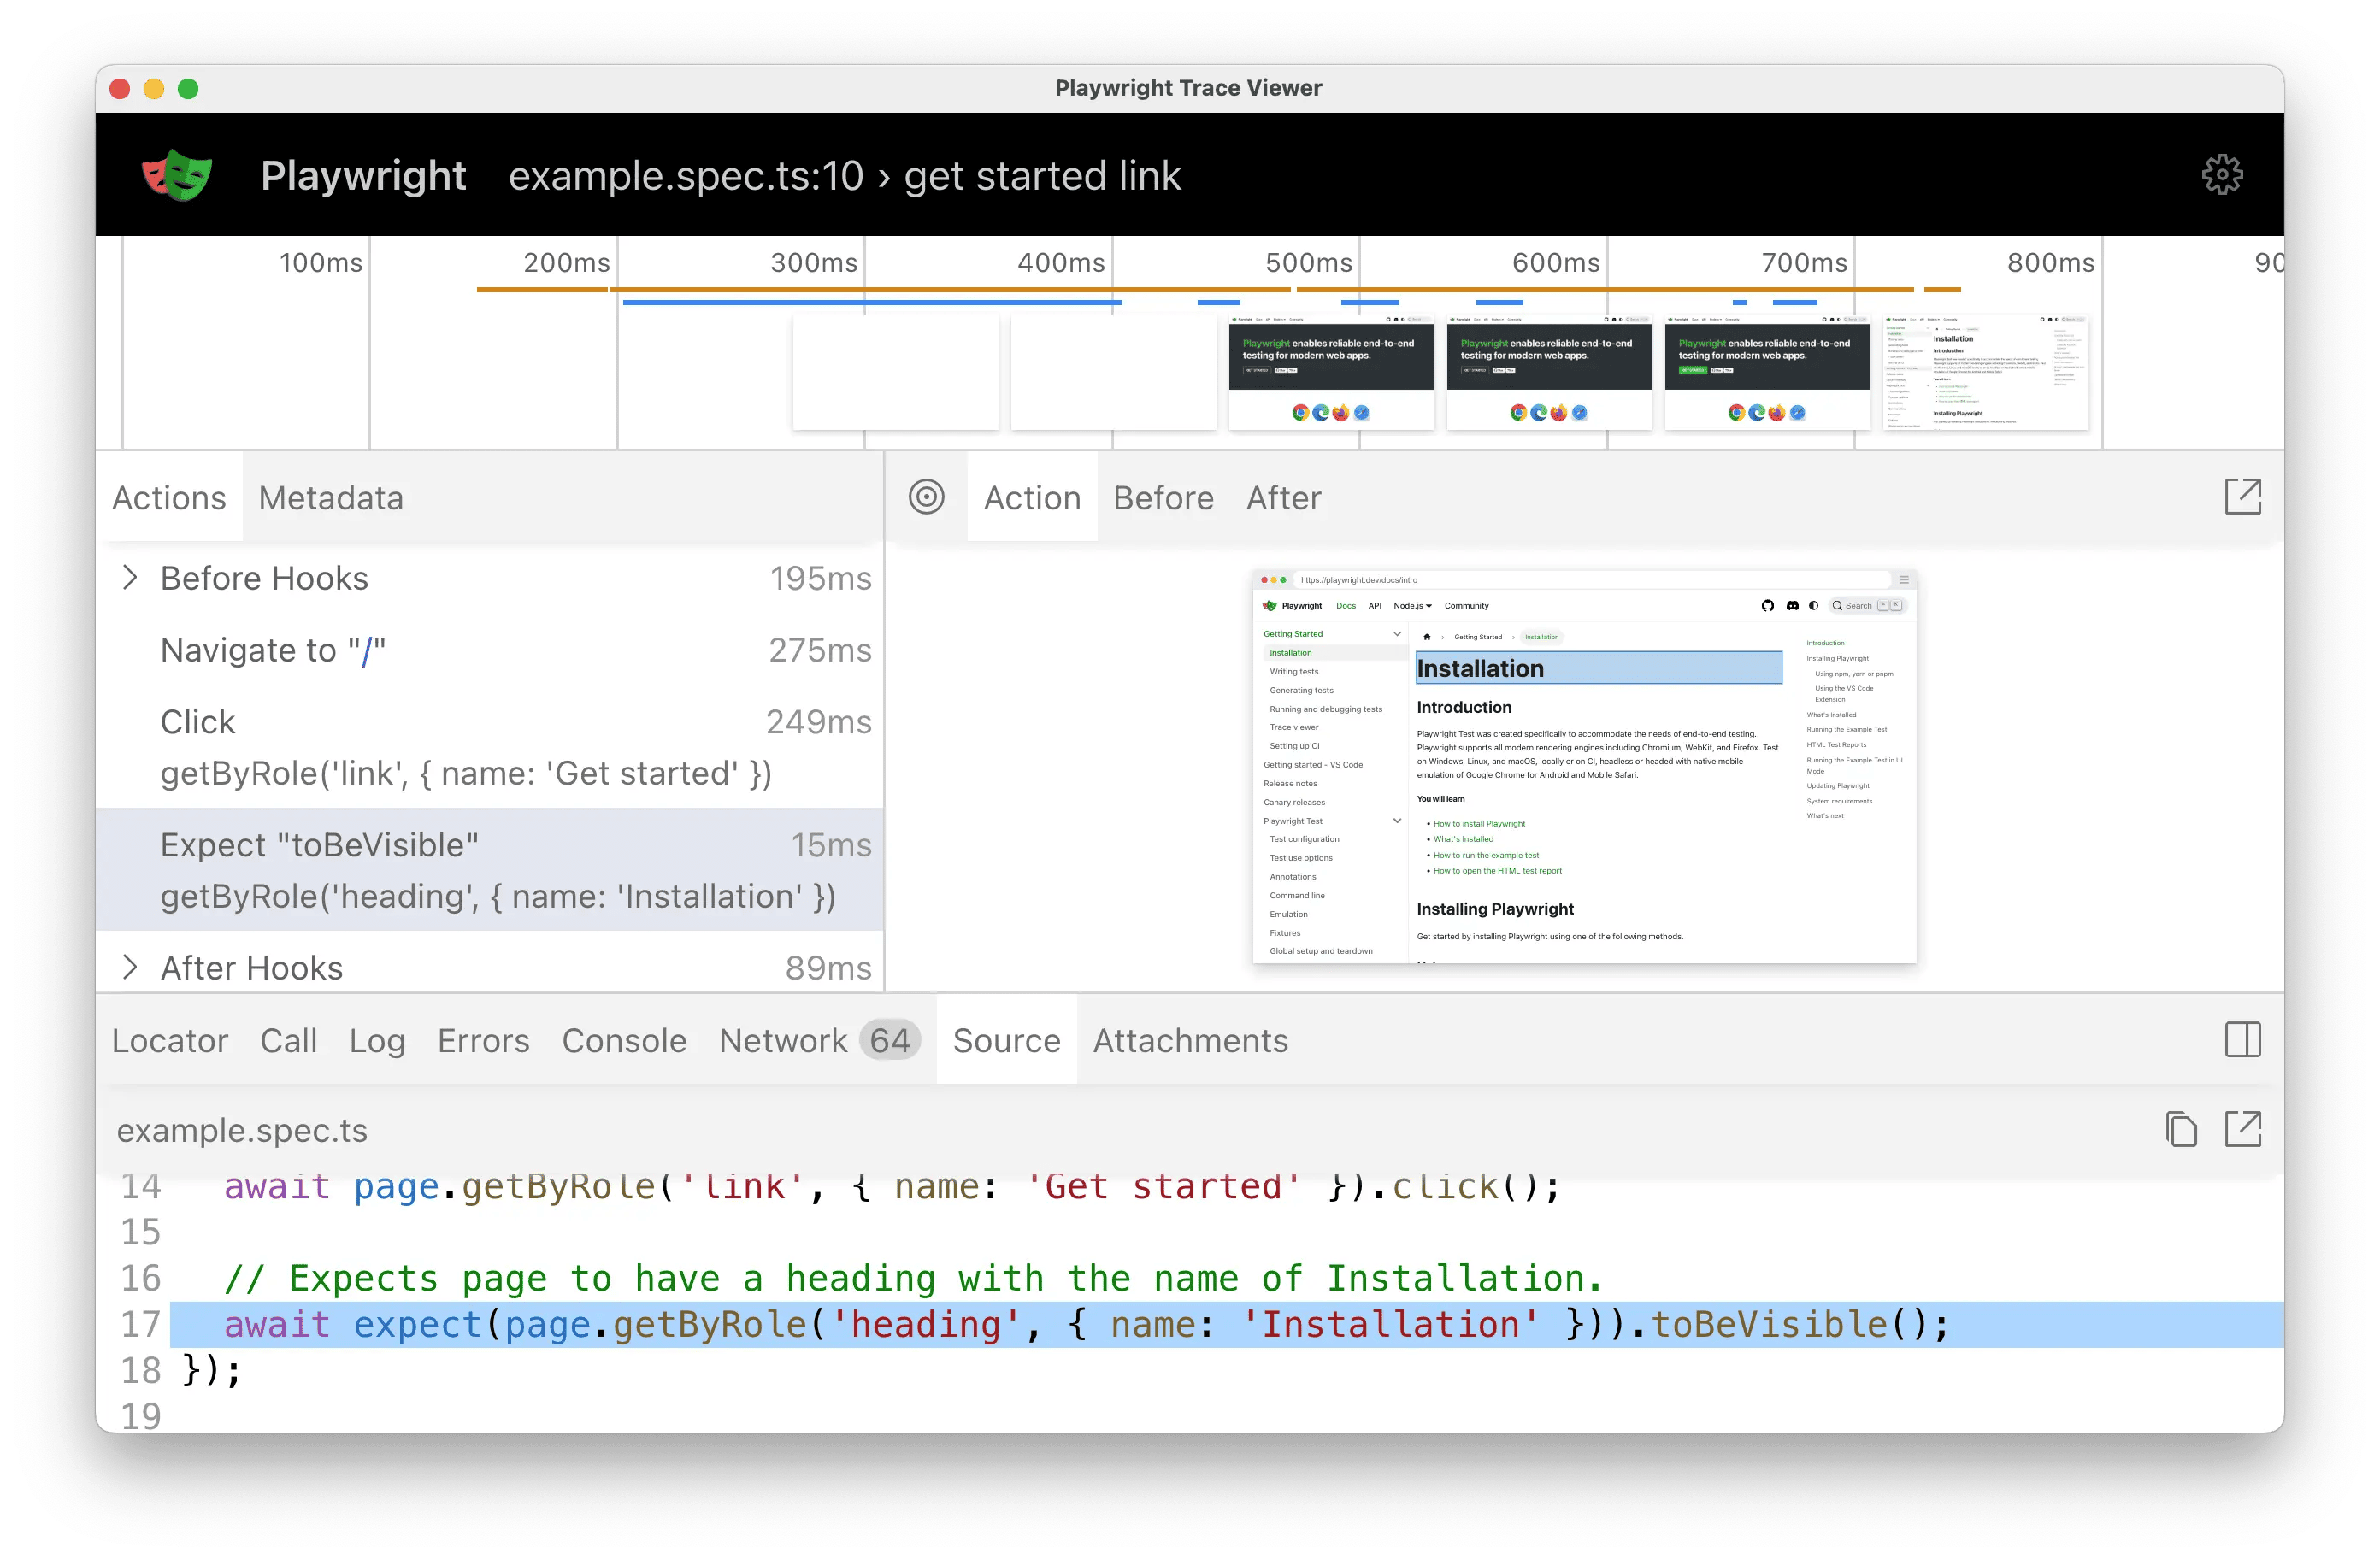 Playwright Trace Viewer
Playwright example.spec.ts:10 › get started link
100ms 200ms 300ms 400ms 500ms 600ms 700ms 800ms 90
Playwright enables reliable end-to-end
testing for modern web apps.
GET STARTED
Playwright enables reliable end-to-end
testing for modern web apps.
GET STARTED
Playwright enables reliable end-to-end
testing for modern web apps.
GET STARTED
Installation
Introduction
Installing Playwright
Actions Metadata
Before Hooks 195ms
Navigate to "/" 275ms
Click 249ms
getByRole('link', { name: 'Get started' })
Expect "toBeVisible" 15ms
getByRole('heading', { name: 'Installation' })
After Hooks 89ms
Action Before After
https://playwright.dev/docs/intro
Playwright Docs API Node.js Community Search
Getting Started
Installation
Writing tests
Generating tests
Running and debugging tests
Trace viewer
Setting up CI
Getting started - VS Code
Release notes
Canary releases
Playwright Test
Test configuration
Test use options
Annotations
Command line
Emulation
Fixtures
Global setup and teardown
Getting Started › Installation
Installation
Introduction
Playwright Test was created specifically to accommodate the needs of end-to-end testing.
Playwright supports all modern rendering engines including Chromium, WebKit, and Firefox. Test
on Windows, Linux, and macOS, locally or on CI, headless or headed with native mobile
emulation of Google Chrome for Android and Mobile Safari.
You will learn
• How to install Playwright
• What's Installed
• How to run the example test
• How to open the HTML test report
Installing Playwright
Get started by installing Playwright using one of the following methods.
Introduction
Installing Playwright
Using npm, yarn or pnpm
Using the VS Code
Extension
What's Installed
Running the Example Test
HTML Test Reports
Running the Example Test in UI
Mode
Updating Playwright
System requirements
What's next
Locator Call Log Errors Console Network 64 Source Attachments
example.spec.ts
14 await page.getByRole('link', { name: 'Get started' }).click();
15
16 // Expects page to have a heading with the name of Installation.
17 await expect(page.getByRole('heading', { name: 'Installation' })).toBeVisible();
18 });
19